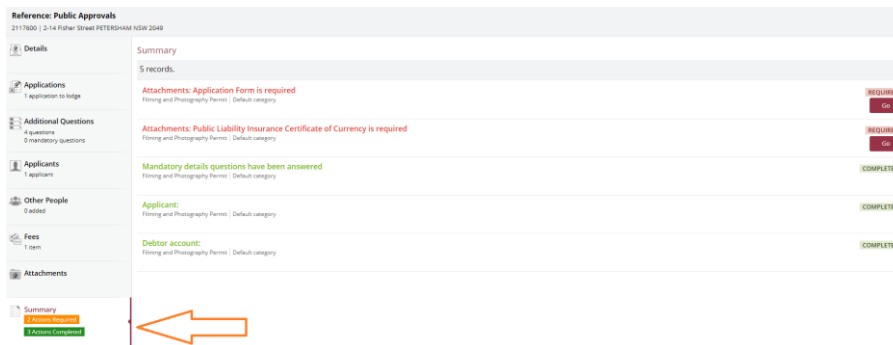 Reference: Public Approvals
2117600 | 2-14 Fisher Street PETERSHAM NSW 2049
Details
Applications
1 application to lodge
Additional Questions
4 questions
0 mandatory questions
Applicants
1 applicant
Other People
0 added
Fees
1 item
Attachments
Summary
2 Actions Required
3 Actions Completed
Summary
5 records.
Attachments: Application Form is required
Filming and Photography Permit | Default category
REQUIRE
Go
Attachments: Public Liability Insurance Certificate of Currency is required
Filming and Photography Permit | Default category
REQUIRE
Go
Mandatory details questions have been answered
Filming and Photography Permit | Default category
COMPLETE
Applicant:
Filming and Photography Permit | Default category
COMPLETE
Debtor account:
Filming and Photography Permit | Default category
COMPLETE